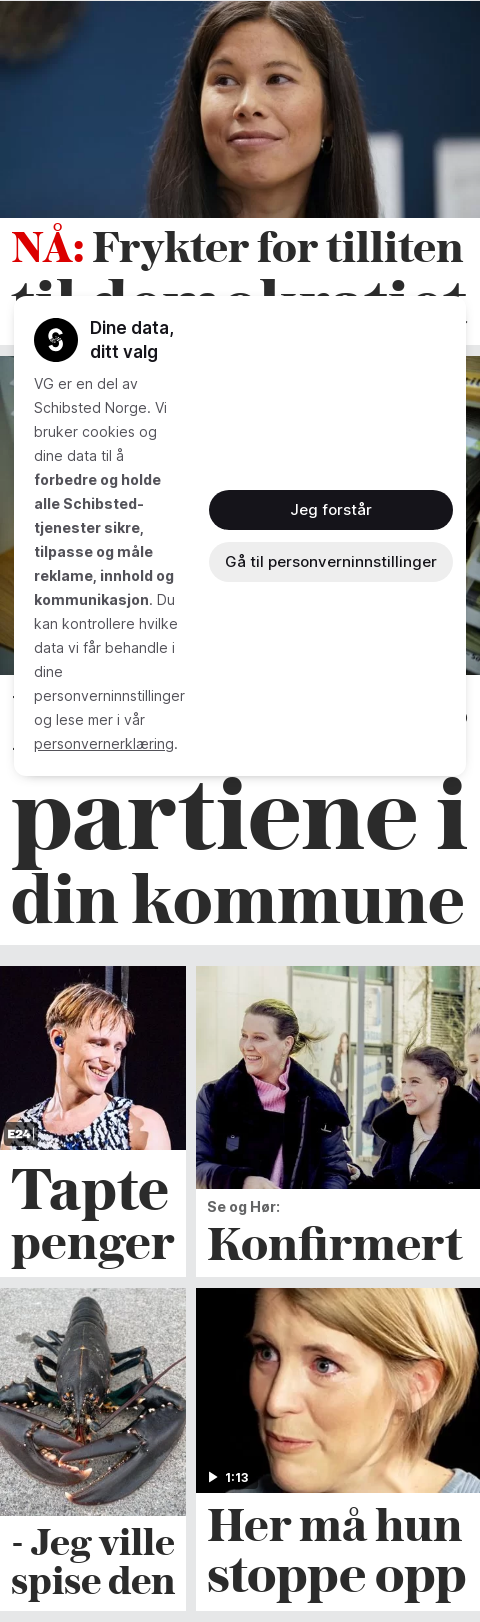 NÅ: Frykter for tilliten
til demokratiet
Dine data,
ditt valg
VG er en del av
Schibsted Norge. Vi
bruker cookies og
dine data til å
forbedre og holde
alle Schibsted-
tjenester sikre,
tilpasse og måle
reklame, innhold og
kommunikasjon. Du
kan kontrollere hvilke
data vi får behandle i
dine
personverninnstillinger
og lese mer i vår
personvernerklæring.
Jeg forstår
Gå til personverninnstillinger
partiene i
din kommune
E24
Tapte
penger
Se og Hør:
Konfirmert
- Jeg ville
spise den
1:13
Her må hun
stoppe opp